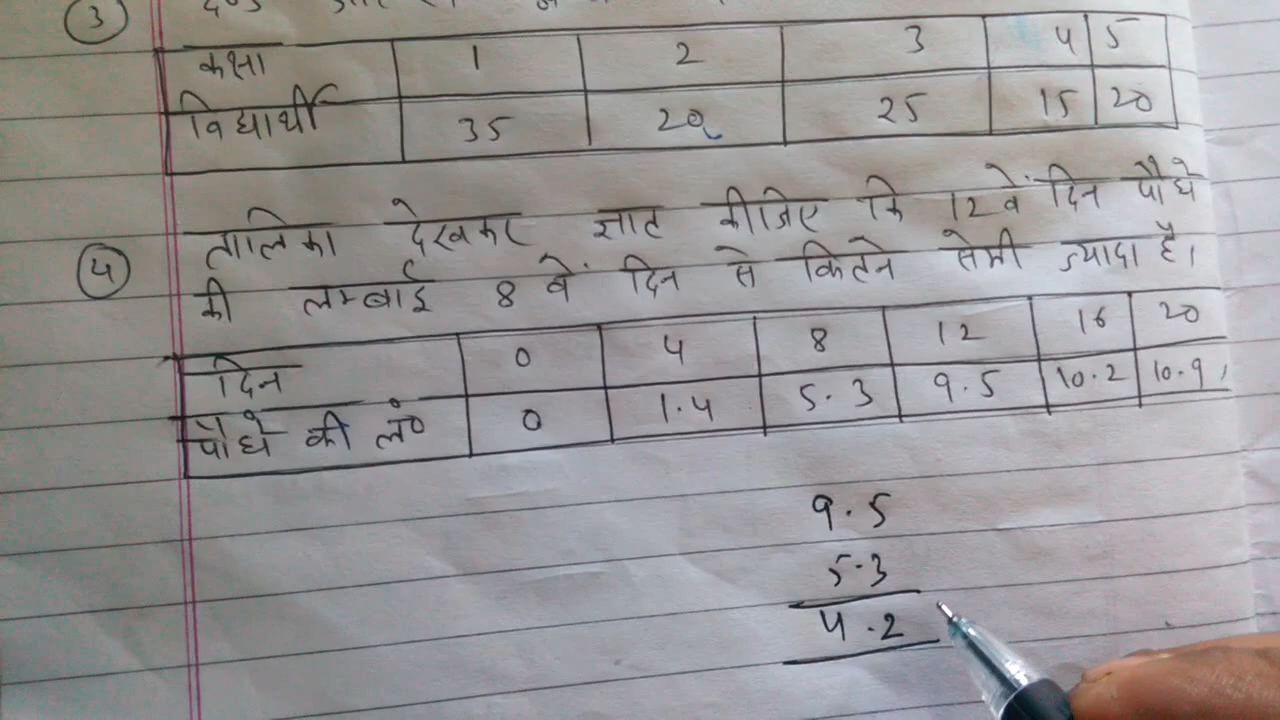 ③
कक्षा 1 2 3 4 5
विद्यार्थी 35 20 25 15 20
④ तालिका देखकर ज्ञात कीजिए कि 12 वें दिन पौधे
की लम्बाई 8 वें दिन से कितने सेमी ज्यादा है।
दिन 0 4 8 12 16 20
पौधे की लं० 0 1.4 5.3 9.5 10.2 10.9
9.5
5.3
4.2